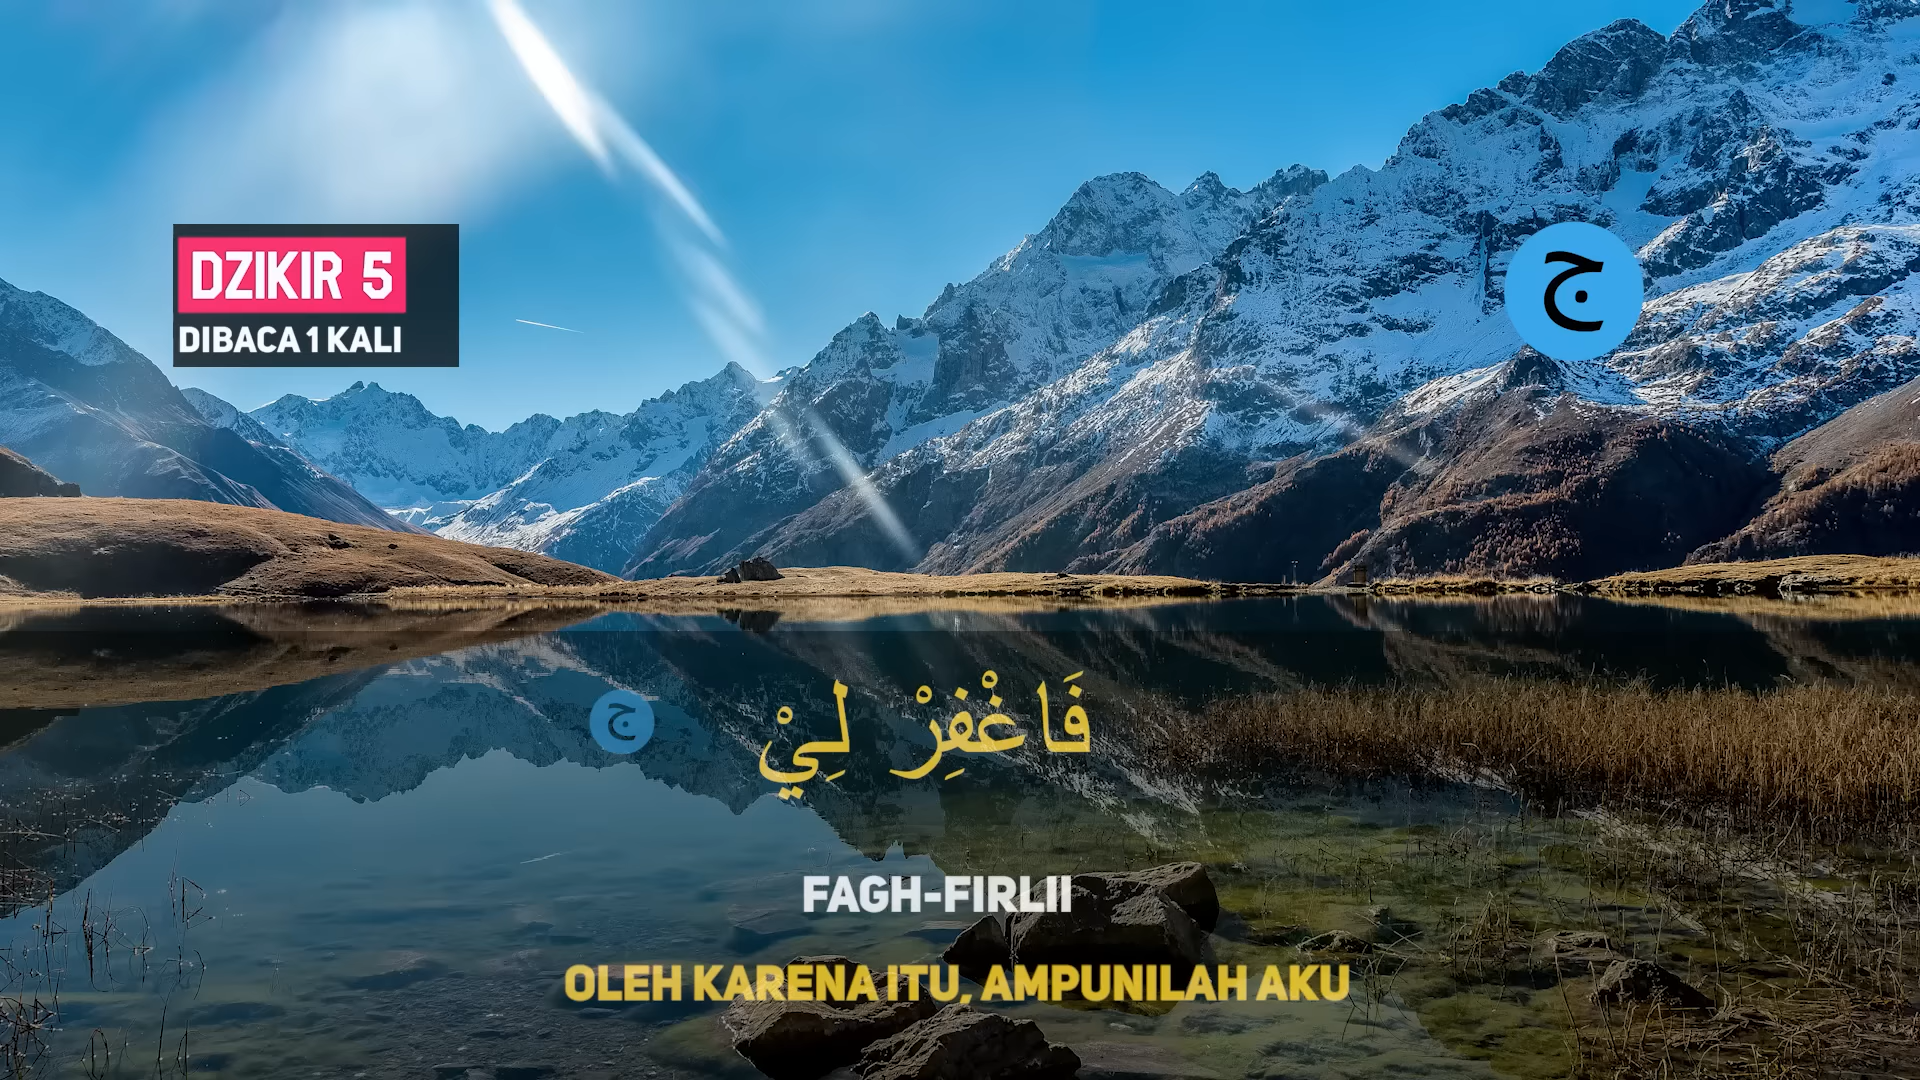 DZIKIR 5
DIBACA 1 KALI
ج
فَاغْفِرْ لِيْ ج
FAGH-FIRLII
OLEH KARENA ITU, AMPUNILAH AKU